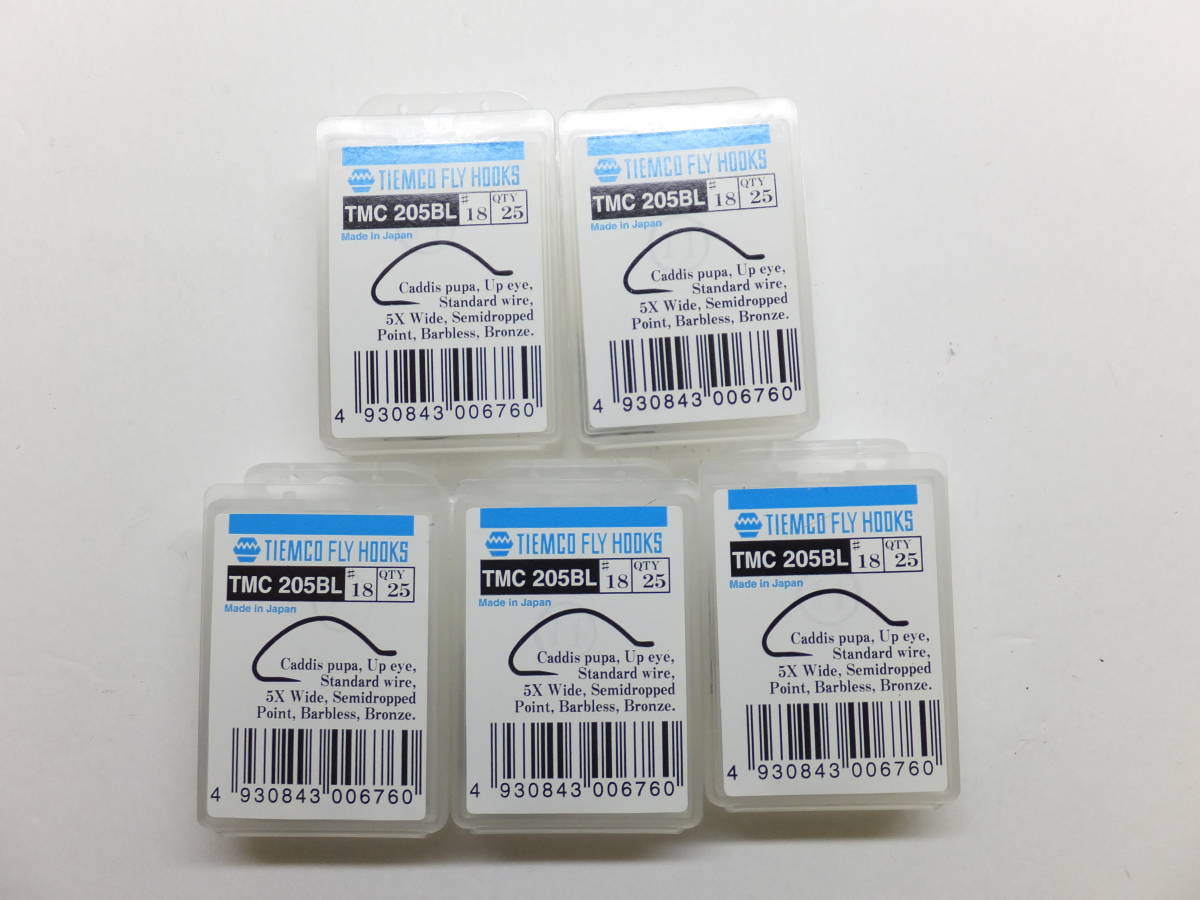 TIEMCO FLY HOOKS
TMC 205BL # 18 QTY 25
Made in Japan
Caddis pupa, Up eye,
Standard wire,
5X Wide, Semidropped
Point, Barbless, Bronze.
4 930843 006760
TIEMCO FLY HOOKS
TMC 205BL # 18 QTY 25
Made in Japan
Caddis pupa, Up eye,
Standard wire,
5X Wide, Semidropped
Point, Barbless, Bronze.
4 930843 006760
TIEMCO FLY HOOKS
TMC 205BL # 18 QTY 25
Made in Japan
Caddis pupa, Up eye,
Standard wire,
5X Wide, Semidropped
Point, Barbless, Bronze.
4 930843 006760
TIEMCO FLY HOOKS
TMC 205BL # 18 QTY 25
Made in Japan
Caddis pupa, Up eye,
Standard wire,
5X Wide, Semidropped
Point, Barbless, Bronze.
4 930843 006760
TIEMCO FLY HOOKS
TMC 205BL # 18 QTY 25
Made in Japan
Caddis pupa, Up eye,
Standard wire,
5X Wide, Semidropped
Point, Barbless, Bronze.
4 930843 006760